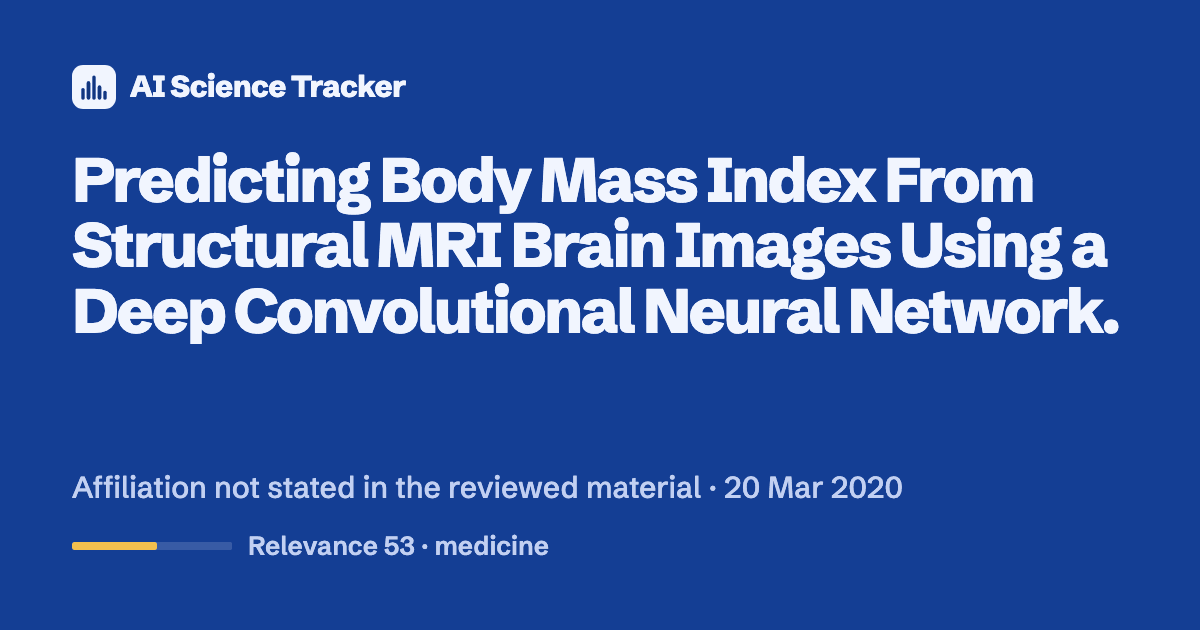 AI Science Tracker
Predicting Body Mass Index From
Structural MRI Brain Images Using a
Deep Convolutional Neural Network.
Affiliation not stated in the reviewed material · 20 Mar 2020
Relevance 53 · medicine